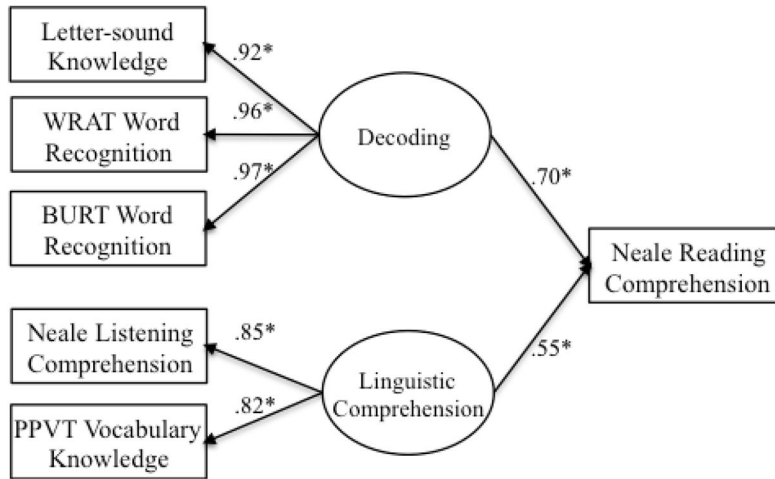 Letter-sound
Knowledge
.92*
WRAT Word
Recognition
.96*
BURT Word
Recognition
.97*
Decoding
.70*
Neale Reading
Comprehension
Neale Listening
Comprehension
.85*
PPVT Vocabulary
Knowledge
.82*
Linguistic
Comprehension
.55*